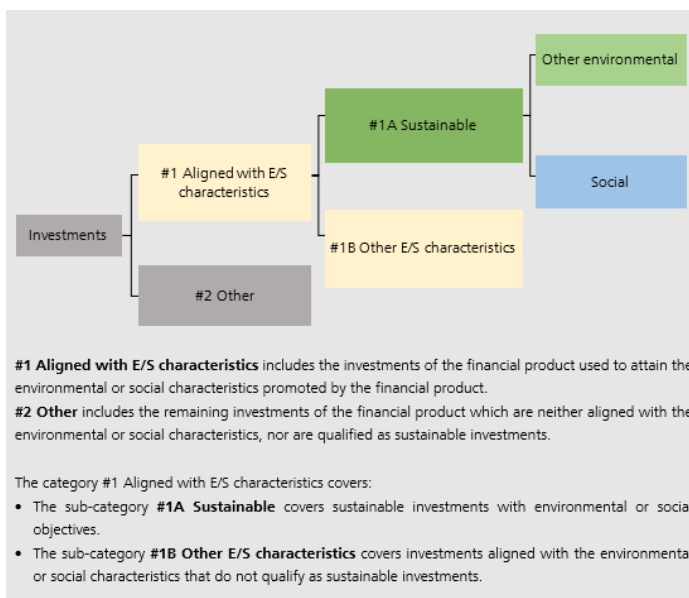 Other environmental
#1A Sustainable
#1 Aligned with E/S
characteristics
Social
Investments
#1B Other E/S characteristics
#2 Other
#1 Aligned with E/S characteristics includes the investments of the financial product used to attain the
environmental or social characteristics promoted by the financial product.
#2 Other includes the remaining investments of the financial product which are neither aligned with the
environmental or social characteristics, nor are qualified as sustainable investments.
The category #1 Aligned with E/S characteristics covers:
• The sub-category #1A Sustainable covers sustainable investments with environmental or socia
objectives.
• The sub-category #1B Other E/S characteristics covers investments aligned with the environmenta
or social characteristics that do not qualify as sustainable investments.